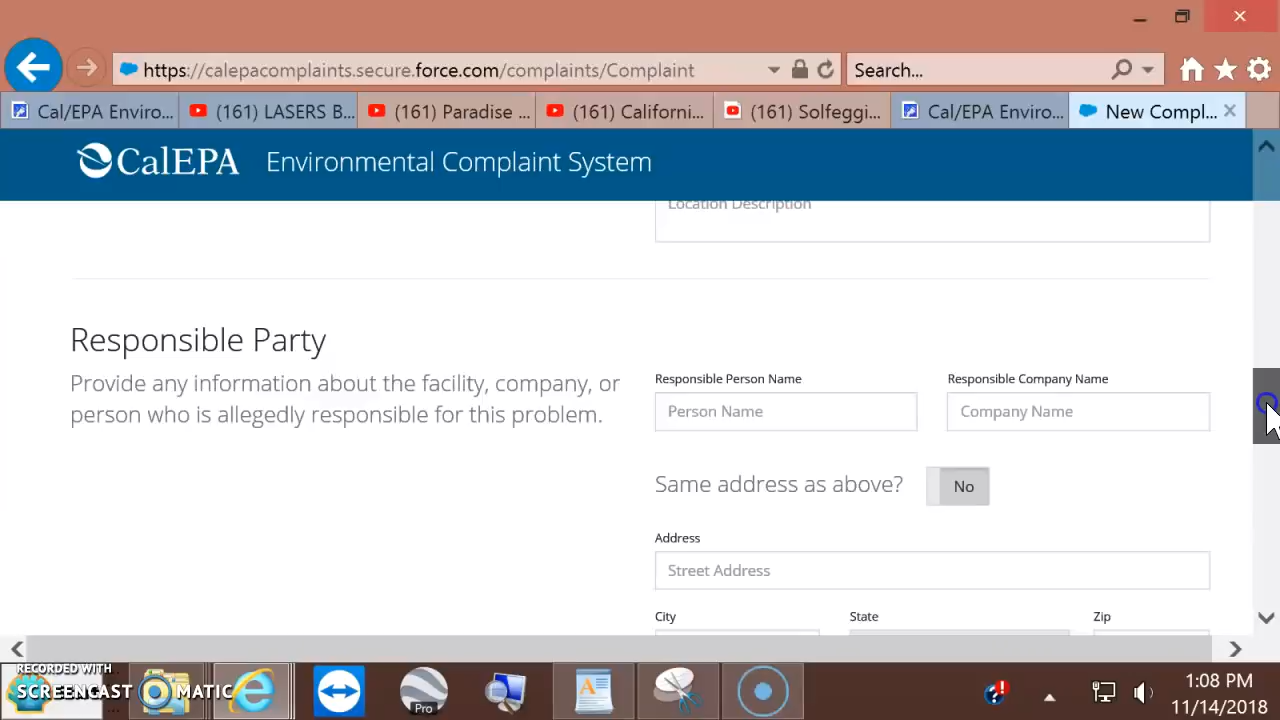 https://calepacomplaints.secure.force.com/complaints/Complaint
Search...
Cal/EPA Enviro...
(161) LASERS B...
(161) Paradise ...
(161) Californi...
(161) Solfeggi...
Cal/EPA Enviro...
New Compl...
CalEPA
Environmental Complaint System
Location Description
Responsible Party
Provide any information about the facility, company, or
person who is allegedly responsible for this problem.
Responsible Person Name
Responsible Company Name
Person Name
Company Name
Same address as above?
No
Address
Street Address
City
State
Zip
RECORDED WITH
SCREENCAST MATIC
Pro
1:08 PM
11/14/2018